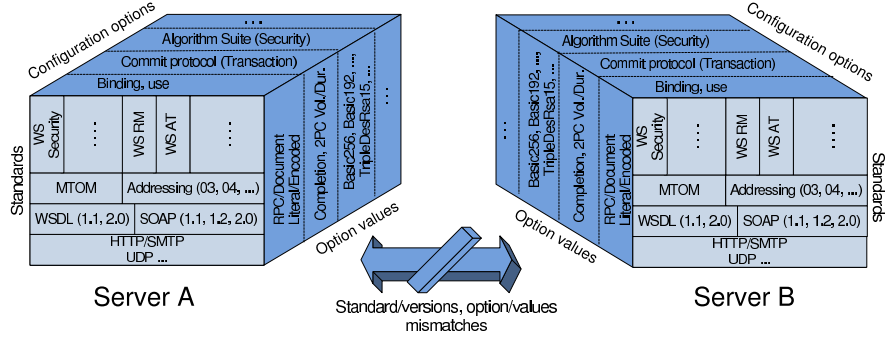 Configuration options
...
Algorithm Suite (Security)
Commit protocol (Transaction)
Binding, use
Standards
WS
Security
....
WS RM
WS AT
....
MTOM
Addressing (03, 04, ...)
WSDL (1.1, 2.0)
SOAP (1.1, 1.2, 2.0)
HTTP/SMTP
UDP ...
RPC/Document
Literal/Encoded
Completion, 2PC Vol./Dur.
Basic256, Basic192, ...,
TripleDesRsa15, ...
...
Option values
Server A
Standard/versions, option/values
mismatches
Configuration options
...
Algorithm Suite (Security)
Commit protocol (Transaction)
Binding, use
...
Basic256, Basic192, ...,
TripleDesRsa15, ...
Completion, 2PC Vol./Dur.
RPC/Document
Literal/Encoded
Option values
WS
Security
....
WS RM
WS AT
....
MTOM
Addressing (03, 04, ...)
WSDL (1.1, 2.0)
SOAP (1.1, 1.2, 2.0)
HTTP/SMTP
UDP ...
Standards
Server B